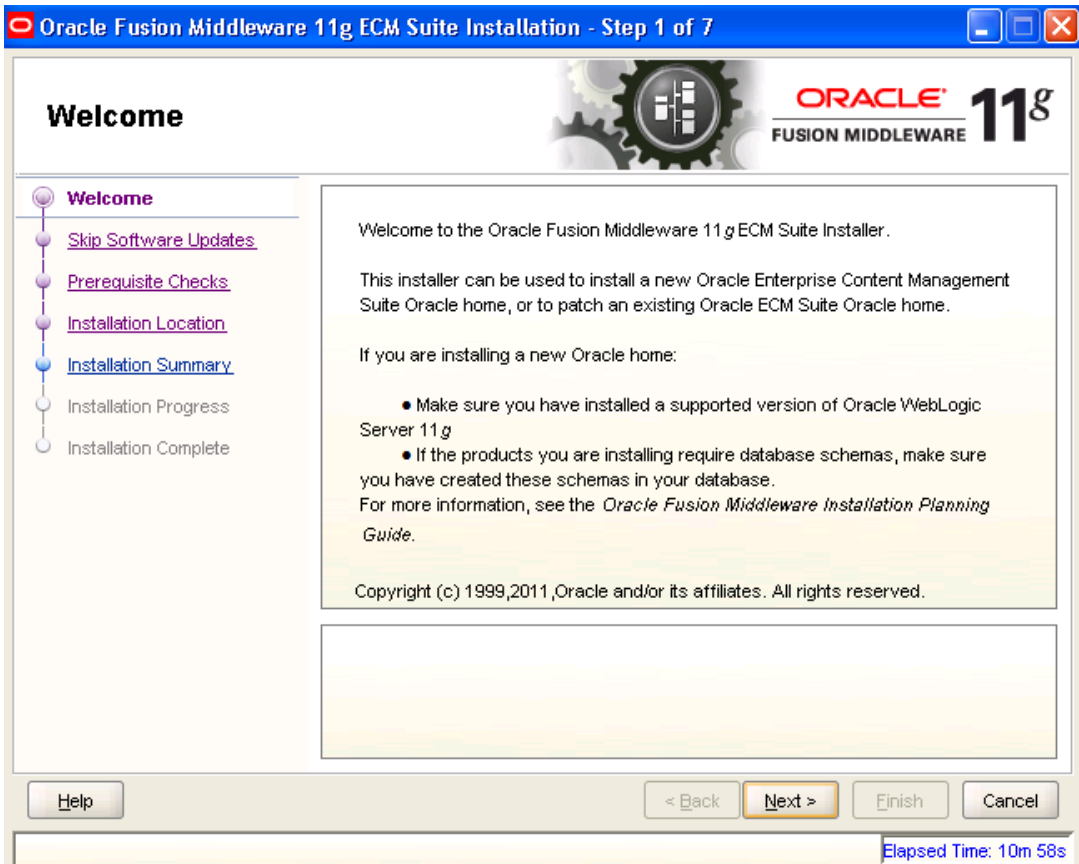 Oracle Fusion Middleware 11g ECM Suite Installation - Step 1 of 7
Welcome
ORACLE
FUSION MIDDLEWARE 11g
Welcome
Skip Software Updates
Prerequisite Checks
Installation Location
Installation Summary
Installation Progress
Installation Complete
Welcome to the Oracle Fusion Middleware 11g ECM Suite Installer.
This installer can be used to install a new Oracle Enterprise Content Management
Suite Oracle home, or to patch an existing Oracle ECM Suite Oracle home.
If you are installing a new Oracle home:
● Make sure you have installed a supported version of Oracle WebLogic
Server 11g
● If the products you are installing require database schemas, make sure
you have created these schemas in your database.
For more information, see the Oracle Fusion Middleware Installation Planning
Guide.
Copyright (c) 1999,2011,Oracle and/or its affiliates. All rights reserved.
Help
< Back
Next >
Finish
Cancel
Elapsed Time: 10m 58s